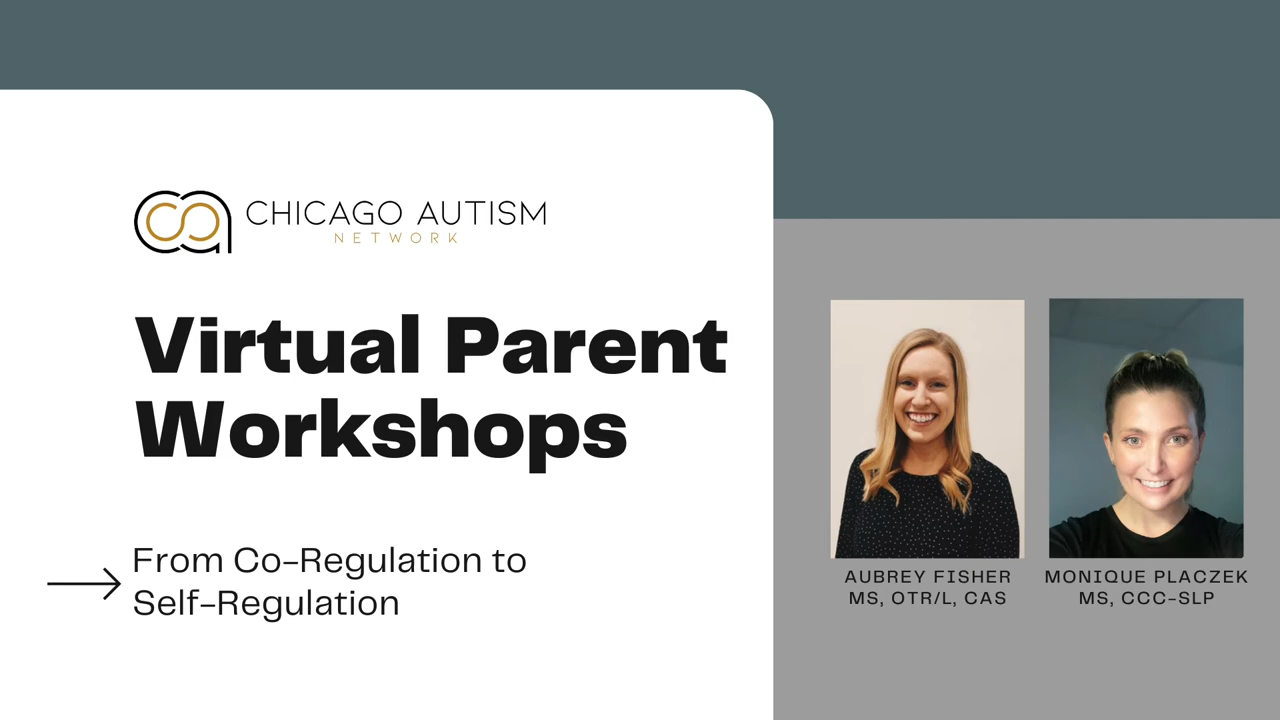 CHICAGO AUTISM
NETWORK
Virtual Parent
Workshops
From Co-Regulation to
Self-Regulation
AUBREY FISHER
MS, OTR/L, CAS
MONIQUE PLACZEK
MS, CCC-SLP